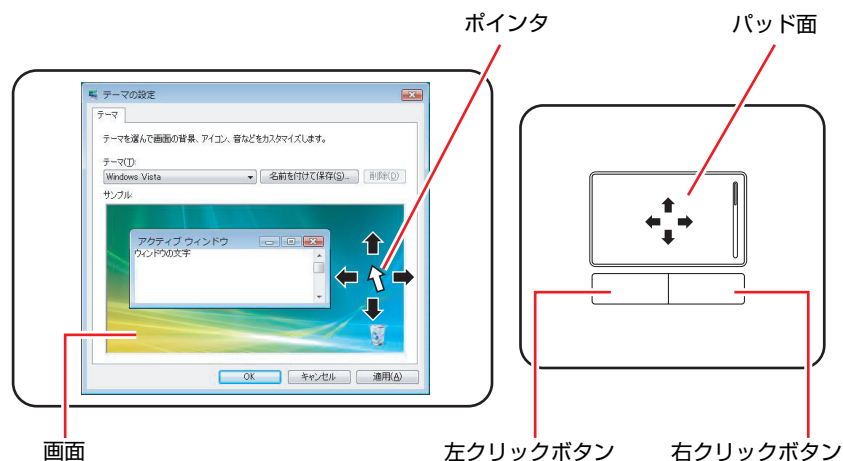 ポインタ
パッド面
テーマの設定
テーマ
テーマを選んで画面の背景、アイコン、音などをカスタマイズします。
テーマ(T):
Windows Vista
名前を付けて保存(S)...
削除(D)
サンプル:
アクティブ ウィンドウ
ウィンドウの文字
OK
キャンセル
適用(A)
画面
左クリックボタン
右クリックボタン